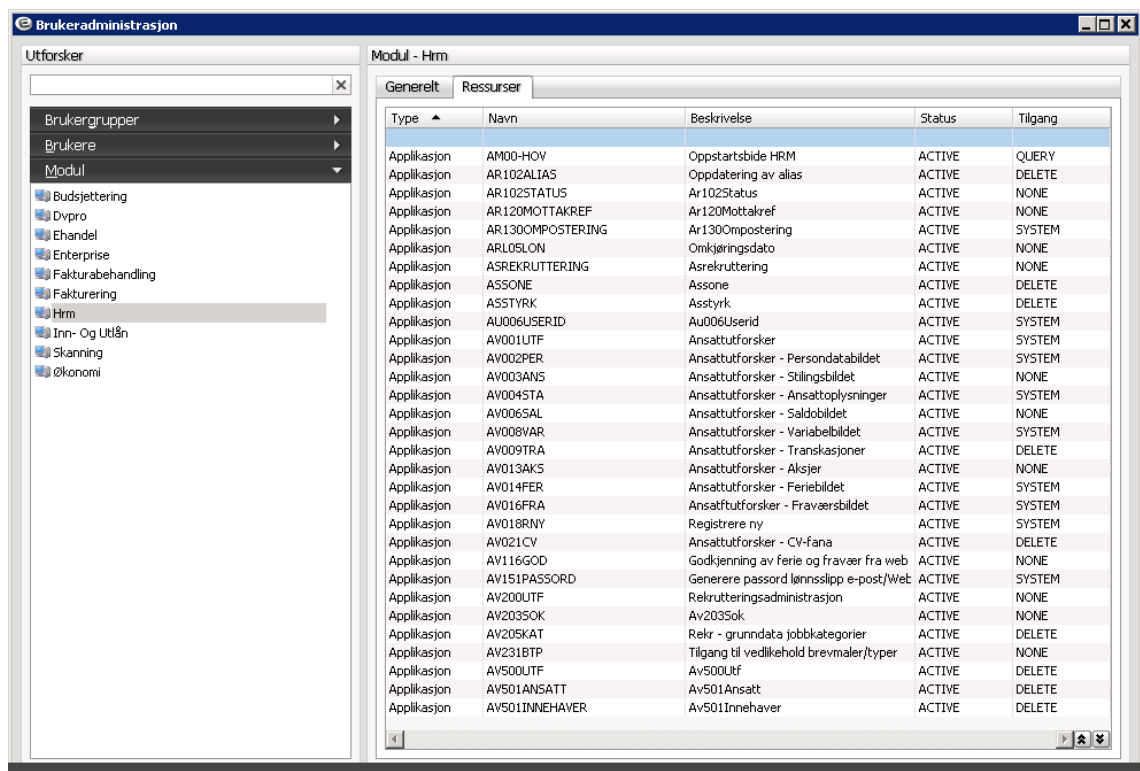 Brukeradministrasjon
Utforsker
Brukergrupper
Brukere
Modul
Budsjettering
Dvpro
Ehandel
Enterprise
Fakturabehandling
Fakturering
Hrm
Inn- Og Utlån
Skanning
Økonomi
Modul - Hrm
Generelt Ressurser
Type Navn Beskrivelse Status Tilgang
Applikasjon AM00-HOV Oppstartsbide HRM ACTIVE QUERY
Applikasjon AR102ALIAS Oppdatering av alias ACTIVE DELETE
Applikasjon AR102STATUS Ar102Status ACTIVE NONE
Applikasjon AR120MOTTAKREF Ar120Mottakref ACTIVE NONE
Applikasjon AR130OMPOSTERING Ar130Ompostering ACTIVE SYSTEM
Applikasjon ARL05LON Omkjøringsdato ACTIVE NONE
Applikasjon ASREKRUTTERING Asrekruttering ACTIVE NONE
Applikasjon ASSONE Assone ACTIVE DELETE
Applikasjon ASSTYRK Asstyrk ACTIVE DELETE
Applikasjon AU006USERID Au006Userid ACTIVE SYSTEM
Applikasjon AV001UTF Ansattutforsker ACTIVE SYSTEM
Applikasjon AV002PER Ansattutforsker - Persondatabildet ACTIVE SYSTEM
Applikasjon AV003ANS Ansattutforsker - Stilingsbildet ACTIVE NONE
Applikasjon AV004STA Ansattutforsker - Ansattoplysninger ACTIVE SYSTEM
Applikasjon AV006SAL Ansattutforsker - Saldobildet ACTIVE NONE
Applikasjon AV008VAR Ansattutforsker - Variabelbildet ACTIVE SYSTEM
Applikasjon AV009TRA Ansattutforsker - Transkasjoner ACTIVE DELETE
Applikasjon AV013AKS Ansattutforsker - Aksjer ACTIVE NONE
Applikasjon AV014FER Ansattutforsker - Feriebildet ACTIVE SYSTEM
Applikasjon AV016FRA Ansatftutforsker - Fraværsbildet ACTIVE SYSTEM
Applikasjon AV018RNY Registrere ny ACTIVE SYSTEM
Applikasjon AV021CV Ansattutforsker - CV-fana ACTIVE DELETE
Applikasjon AV116GOD Godkjenning av ferie og fravær fra web ACTIVE NONE
Applikasjon AV151PASSORD Generere passord lønnsslipp e-post/Web ACTIVE SYSTEM
Applikasjon AV200UTF Rekrutteringsadministrasjon ACTIVE NONE
Applikasjon AV203SOK Av203Sok ACTIVE NONE
Applikasjon AV205KAT Rekr - grunndata jobbkategorier ACTIVE DELETE
Applikasjon AV231BTP Tilgang til vedlikehold brevmaler/typer ACTIVE NONE
Applikasjon AV500UTF Av500Utf ACTIVE DELETE
Applikasjon AV501ANSATT Av501Ansatt ACTIVE DELETE
Applikasjon AV501INNEHAVER Av501Innehaver ACTIVE DELETE